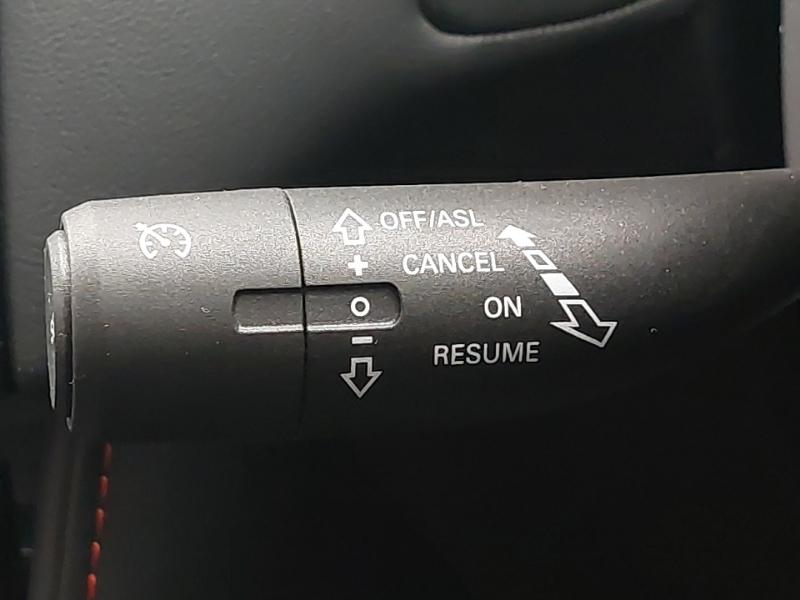 OFF/ASL
+ CANCEL
O ON
- RESUME